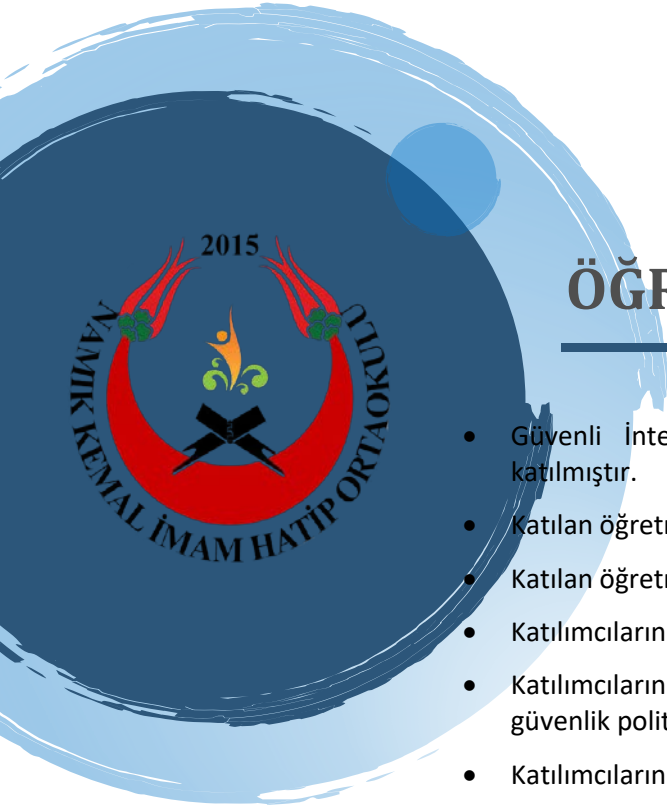 2015
NAMIK KEMAL İMAM HATİP ORTAOKULU
ÖĞR
• Güvenli İnte
katılmıştır.
• Katılan öğretr
• Katılan öğretr
• Katılımcıların
• Katılımcıların
güvenlik polit
• Katılımcıların